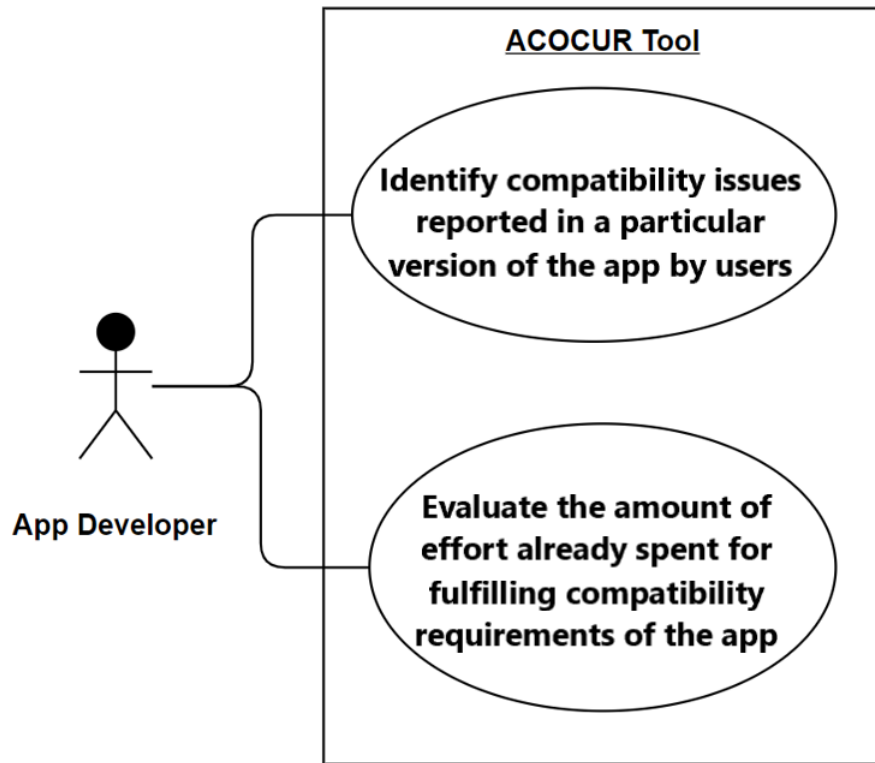 ACOCUR Tool
Identify compatibility issues
reported in a particular
version of the app by users
App Developer
Evaluate the amount of
effort already spent for
fulfilling compatibility
requirements of the app